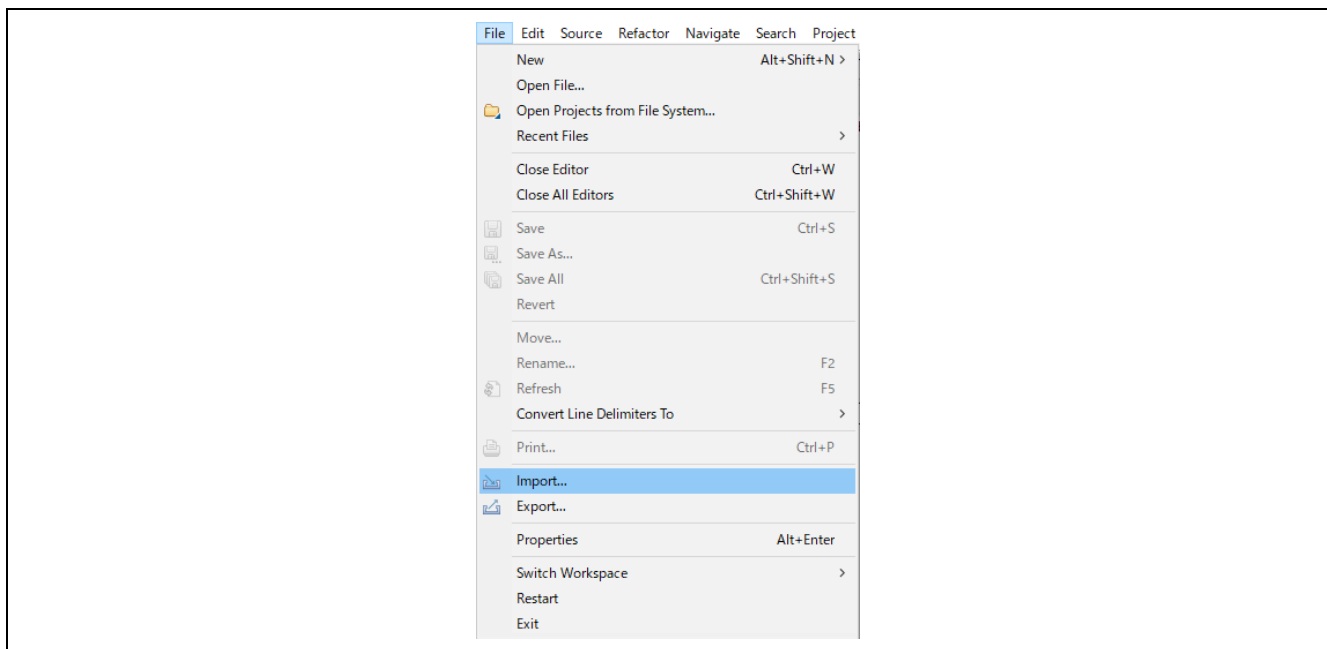 File Edit Source Refactor Navigate Search Project
New Alt+Shift+N >
Open File...
Open Projects from File System...
Recent Files >
Close Editor Ctrl+W
Close All Editors Ctrl+Shift+W
Save Ctrl+S
Save As...
Save All Ctrl+Shift+S
Revert
Move...
Rename... F2
Refresh F5
Convert Line Delimiters To >
Print... Ctrl+P
Import...
Export...
Properties Alt+Enter
Switch Workspace >
Restart
Exit